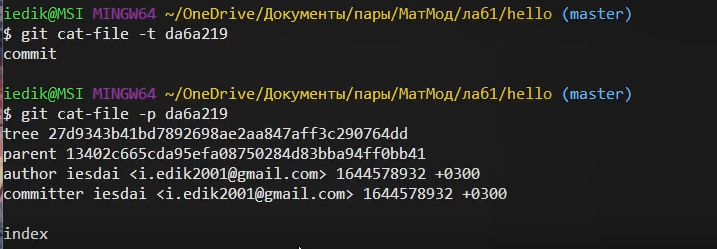 iedik@MSI MINGW64 ~/OneDrive/Документы/пары/МатМод/ла61/hello (master)
$ git cat-file -t da6a219
commit
iedik@MSI MINGW64 ~/OneDrive/Документы/пары/МатМод/ла61/hello (master)
$ git cat-file -p da6a219
tree 27d9343b41bd7892698ae2aa847aff3c290764dd
parent 13402c665cda95efa08750284d83bba94ff0bb41
author iesdai <i.edik2001@gmail.com> 1644578932 +0300
committer iesdai <i.edik2001@gmail.com> 1644578932 +0300
index